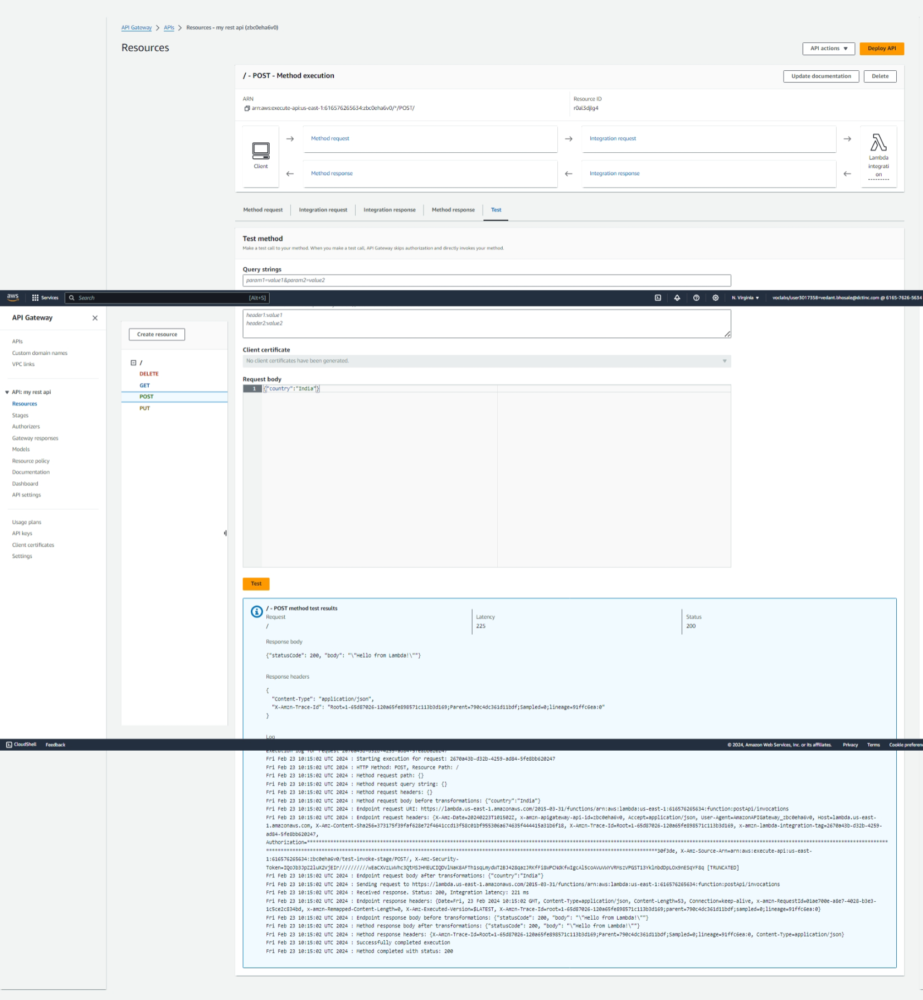 API Gateway > APIs > Resources - my rest api (zbc0eha6v0)
Resources
API actions ▼
Deploy API
/ - POST - Method execution
Update documentation
Delete
ARN
arn:aws:execute-api:us-east-1:616576265634:zbc0eha6v0/*/POST/
Resource ID
r0al3djlg4
Client
Method request
Integration request
Method response
Integration response
Lambda
integrati
on
Method request
Integration request
Integration response
Method response
Test
Test method
Make a test call to your method. When you make a test call, API Gateway skips authorization and directly invokes your method.
Query strings
param1=value1&param2=value2
aws
Services
Search
[Alt+S]
N. Virginia ▼
voclabs/user3017358=vedant.bhosale@dctinc.com @ 6165-7626-5634
API Gateway
APIs
Custom domain names
VPC links
▼ API: my rest api
Resources
Stages
Authorizers
Gateway responses
Models
Resource policy
Documentation
Dashboard
API settings
Usage plans
API keys
Client certificates
Settings
Create resource
/
DELETE
GET
POST
PUT
header1:value1
header2:value2
Client certificate
No client certificates have been generated.
Request body
1 {"country":"India"}
Test
/ - POST method test results
Request
/
Latency
225
Status
200
Response body
{"statusCode": 200, "body": "\"Hello from Lambda!\""}
Response headers
{
"Content-Type": "application/json",
"X-Amzn-Trace-Id": "Root=1-65d87026-120a65fe898571c113b3d169;Parent=790c4dc361d11bdf;Sampled=0;lineage=91ffc6ea:0"
}
Log
CloudShell
Feedback
© 2024, Amazon Web Services, Inc. or its affiliates.
Privacy
Terms
Cookie preferen
Execution log for request 2670a43b-d32b-4259-ad84-5fe8bb620247
Fri Feb 23 10:15:02 UTC 2024 : Starting execution for request: 2670a43b-d32b-4259-ad84-5fe8bb620247
Fri Feb 23 10:15:02 UTC 2024 : HTTP Method: POST, Resource Path: /
Fri Feb 23 10:15:02 UTC 2024 : Method request path: {}
Fri Feb 23 10:15:02 UTC 2024 : Method request query string: {}
Fri Feb 23 10:15:02 UTC 2024 : Method request headers: {}
Fri Feb 23 10:15:02 UTC 2024 : Method request body before transformations: {"country":"India"}
Fri Feb 23 10:15:02 UTC 2024 : Endpoint request URI: https://lambda.us-east-1.amazonaws.com/2015-03-31/functions/arn:aws:lambda:us-east-1:616576265634:function:postApi/invocations
Fri Feb 23 10:15:02 UTC 2024 : Endpoint request headers: {X-Amz-Date=20240223T101502Z, x-amzn-apigateway-api-id=zbc0eha6v0, Accept=application/json, User-Agent=AmazonAPIGateway_zbc0eha6v0, Host=lambda.us-east-
1.amazonaws.com, X-Amz-Content-Sha256=373175f39faf628e72f4641ccd13f58c01bf955306a674635f444415a31b6f18, X-Amzn-Trace-Id=Root=1-65d87026-120a65fe898571c113b3d169, x-amzn-lambda-integration-tag=2670a43b-d32b-4259-
ad84-5fe8bb620247,
Authorization=
30f3de, X-Amz-Source-Arn=arn:aws:execute-api:us-east-
1:616576265634:zbc0eha6v0/test-invoke-stage/POST/, X-Amz-Security-
[TRUNCATED]
Fri Feb 23 10:15:02 UTC 2024 : Endpoint request body after transformations: {"country":"India"}
Fri Feb 23 10:15:02 UTC 2024 : Sending request to https://lambda.us-east-1.amazonaws.com/2015-03-31/functions/arn:aws:lambda:us-east-1:616576265634:function:postApi/invocations
Fri Feb 23 10:15:02 UTC 2024 : Received response. Status: 200, Integration latency: 221 ms
Fri Feb 23 10:15:02 UTC 2024 : Endpoint response headers: {Date=Fri, 23 Feb 2024 10:15:02 GMT, Content-Type=application/json, Content-Length=53, Connection=keep-alive, x-amzn-RequestId=01ae700e-a8e7-4028-b3e3-
1c5ce2c834bd, x-amzn-Remapped-Content-Length=0, X-Amz-Executed-Version=$LATEST, X-Amzn-Trace-Id=root=1-65d87026-120a65fe898571c113b3d169;parent=790c4dc361d11bdf;sampled=0;lineage=91ffc6ea:0}
Fri Feb 23 10:15:02 UTC 2024 : Endpoint response body before transformations: {"statusCode": 200, "body": "\"Hello from Lambda!\""}
Fri Feb 23 10:15:02 UTC 2024 : Method response body after transformations: {"statusCode": 200, "body": "\"Hello from Lambda!\""}
Fri Feb 23 10:15:02 UTC 2024 : Method response headers: {X-Amzn-Trace-Id=Root=1-65d87026-120a65fe898571c113b3d169;Parent=790c4dc361d11bdf;Sampled=0;lineage=91ffc6ea:0, Content-Type=application/json}
Fri Feb 23 10:15:02 UTC 2024 : Successfully completed execution
Fri Feb 23 10:15:02 UTC 2024 : Method completed with status: 200